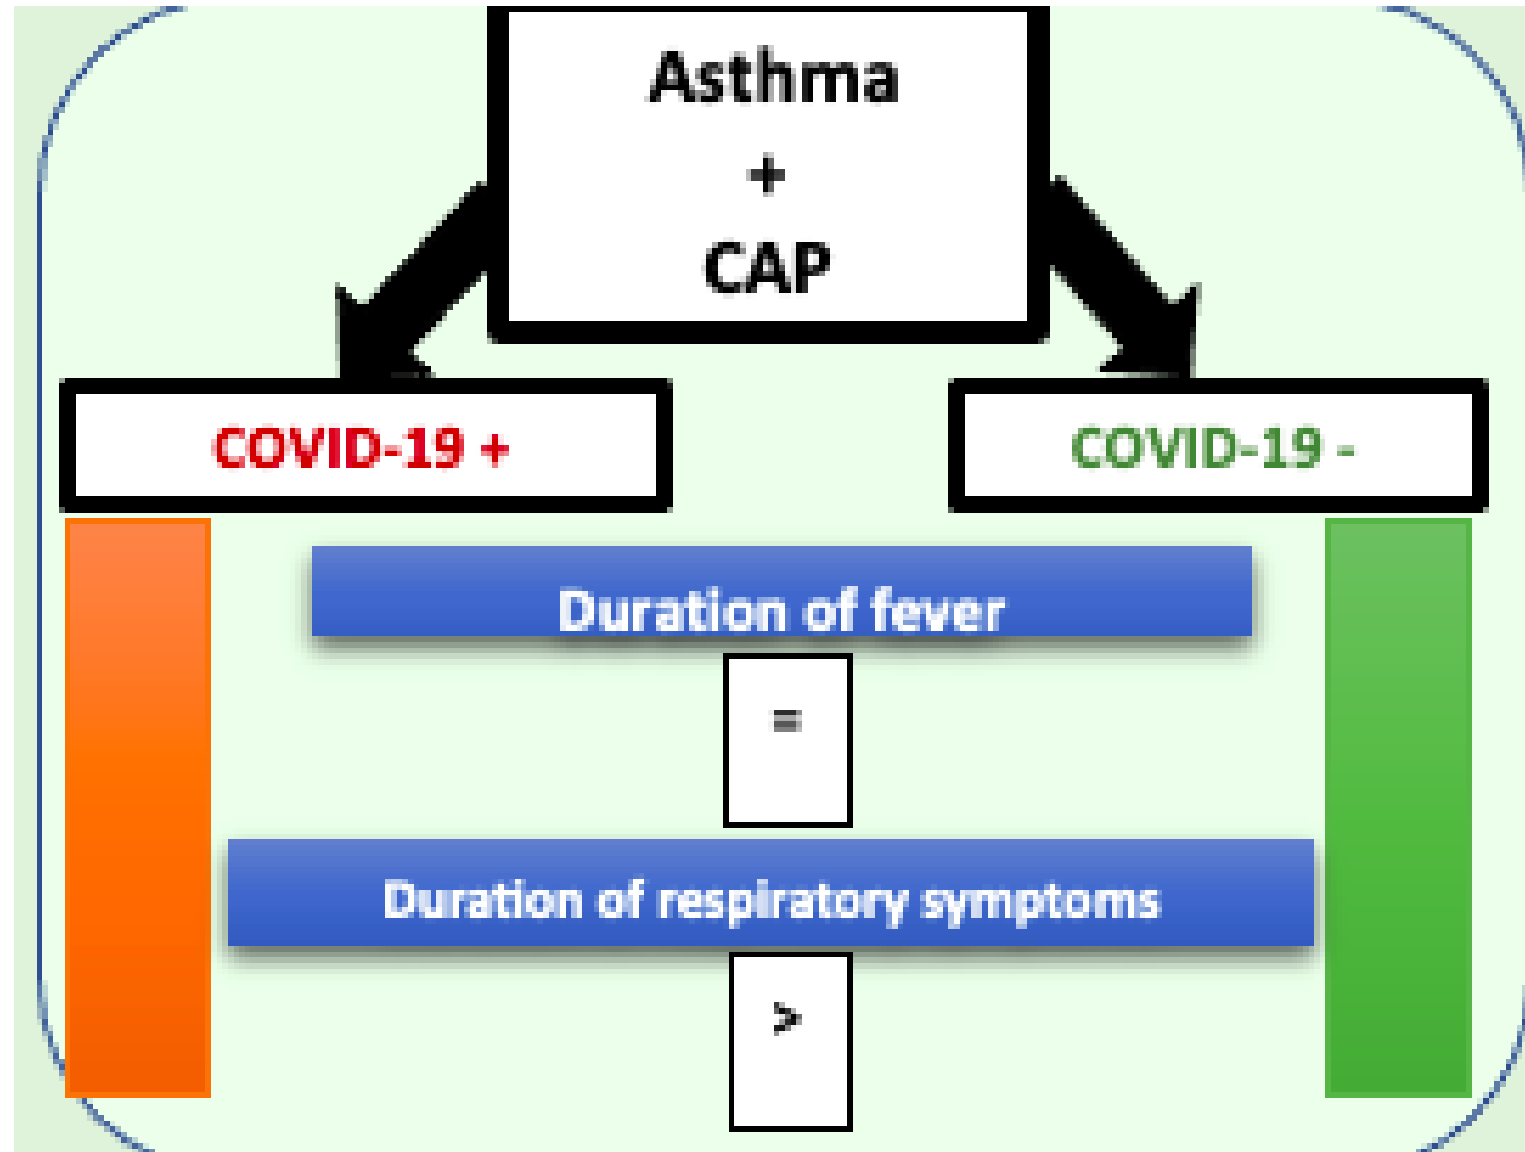 Asthma
+
CAP
COVID-19 +
COVID-19 -
Duration of fever
=
Duration of respiratory symptoms
>